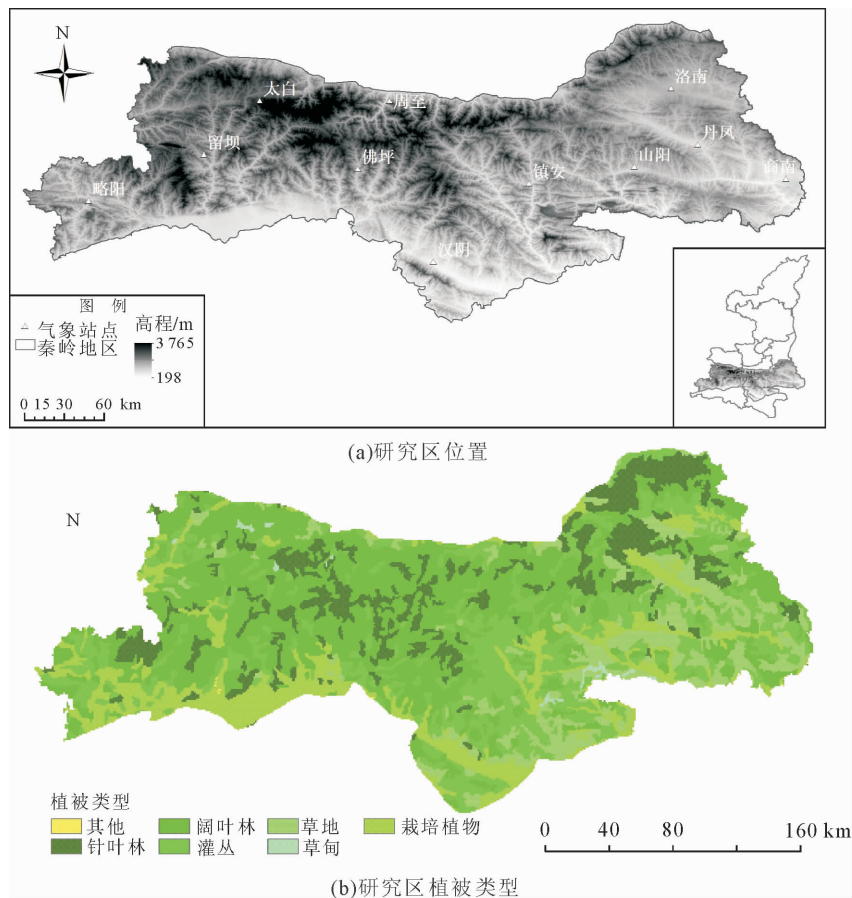 N
太白
周至
洛南
留坝
佛坪
丹凤
山阳
镇安
商南
略阳
汉阴
图 例
气象站点
秦岭地区
高程/m
3 765
198
0 15 30 60 km
(a)研究区位置
N
植被类型
其他 阔叶林 草地 栽培植物
针叶林 灌丛 草甸
0 40 80 160 km
(b)研究区植被类型